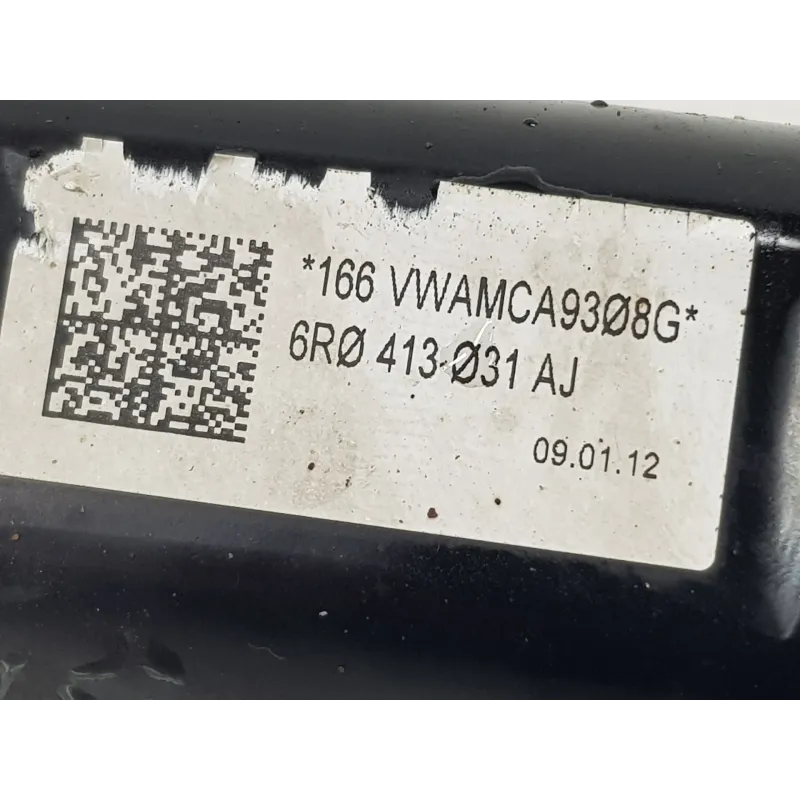 *166 VWAMCA93Ø8G*
6RØ 413 Ø31 AJ
09.01.12